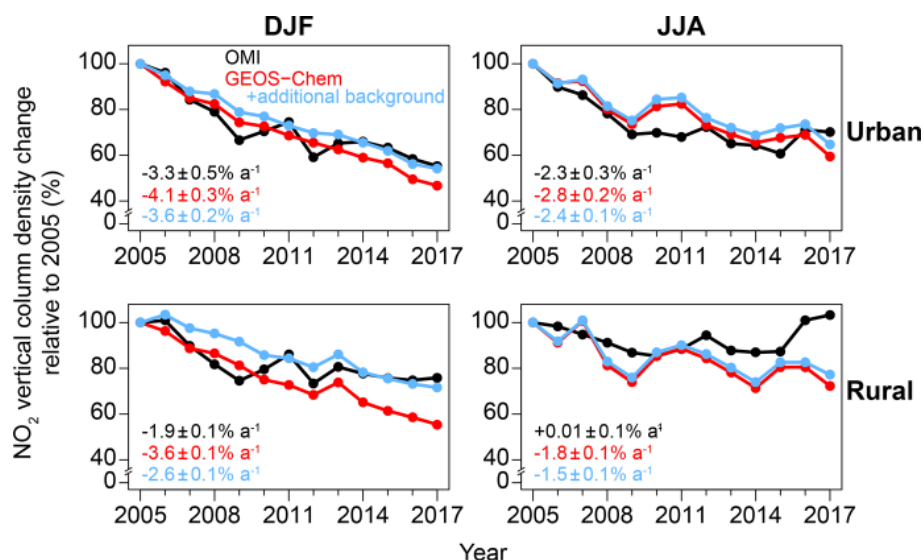 DJF
JJA
NO2 vertical column density change
relative to 2005 (%)
100
80
60
40
0
OMI
GEOS−Chem
+additional background
-3.3±0.5% a-1
-4.1±0.3% a-1
-3.6±0.2% a-1
2005 2008 2011 2014 2017
100
80
60
40
0
-2.3±0.3% a-1
-2.8±0.2% a-1
-2.4±0.1% a-1
2005 2008 2011 2014 2017
Urban
100
80
60
40
0
-1.9±0.1% a-1
-3.6±0.1% a-1
-2.6±0.1% a-1
2005 2008 2011 2014 2017
100
80
60
40
0
+0.01±0.1% a
-1.8±0.1% a-1
-1.5±0.1% a-1
2005 2008 2011 2014 2017
Rural
Year